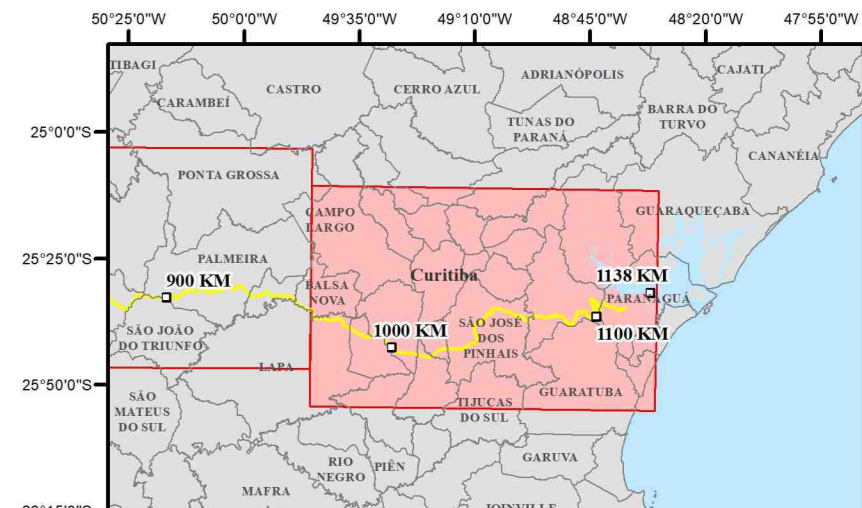 50°25'0"W 50°0'0"W 49°35'0"W 49°10'0"W 48°45'0"W 48°20'0"W 47°55'0"W
TIBAGI
CARAMBEÍ
CASTRO
CERRO AZUL
ADRIANÓPOLIS
CAJATI
TUNAS DO
PARANÁ
BARRA DO
TURVO
25°0'0"S
CANANÉIA
PONTA GROSSA
CAMPO
LARGO
GUARAQUEÇABA
25°25'0"S
PALMEIRA
900 KM
BALSA
NOVA
Curitiba
1138 KM
PARANAGUÁ
SÃO JOÃO
DO TRIUNFO
1000 KM
SÃO JOSÉ
DOS
PINHAIS
1100 KM
LAPA
25°50'0"S
SÃO
MATEUS
DO SUL
TIJUCAS
DO SUL
GUARATUBA
RIO
NEGRO
PIÊN
GARUVA
MAFRA
JOINVILLE
26°15'0"S